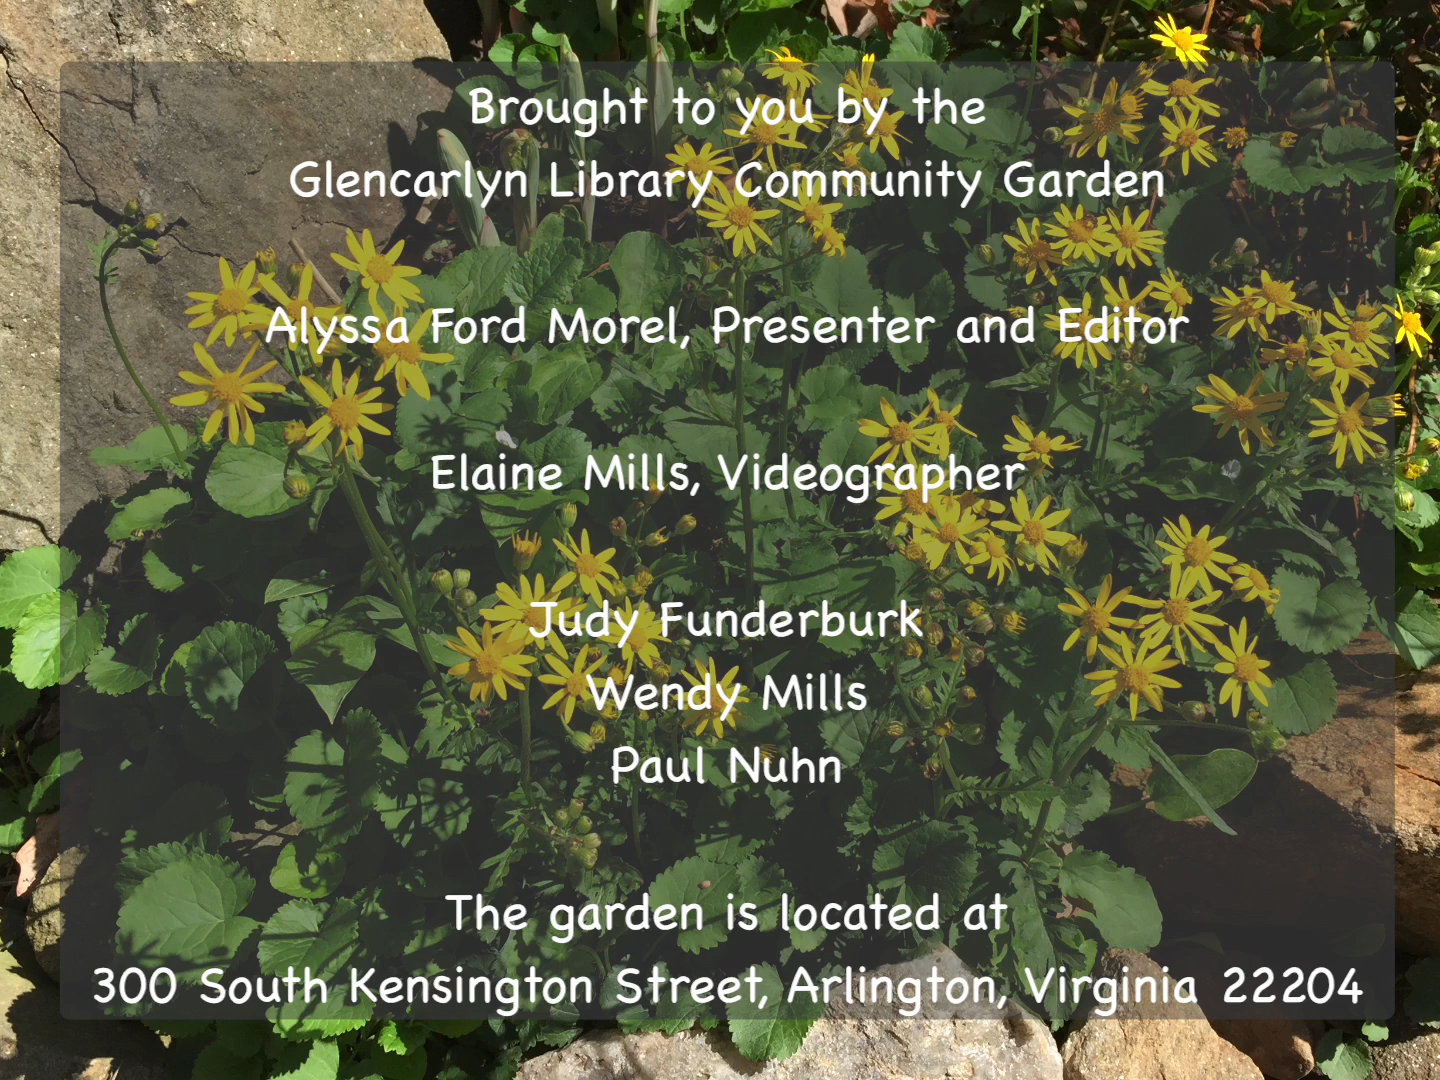 Brought to you by the
Glencarlyn Library Community Garden
Alyssa Ford Morel, Presenter and Editor
Elaine Mills, Videographer
Judy Funderburk
Wendy Mills
Paul Nuhn
The garden is located at
300 South Kensington Street, Arlington, Virginia 22204